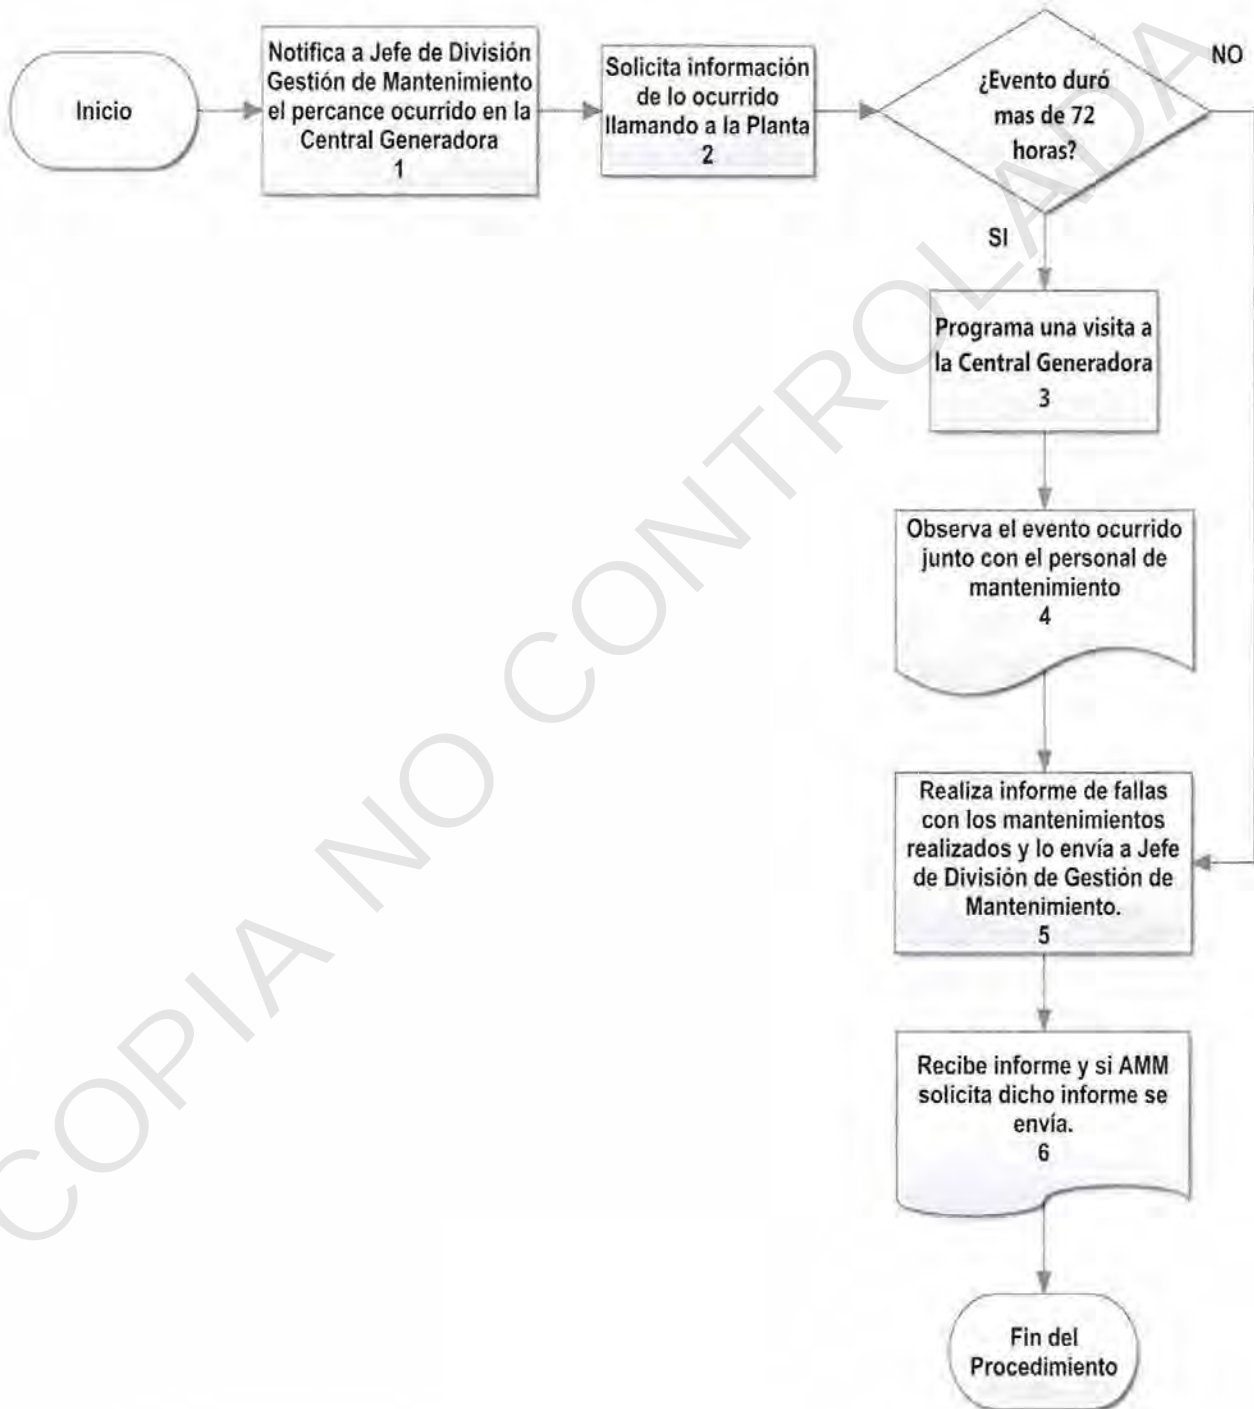 Inicio
Notifica a Jefe de División
Gestión de Mantenimiento
el percance ocurrido en la
Central Generadora
1
Solicita información
de lo ocurrido
llamando a la Planta
2
¿Evento duró
mas de 72
horas?
NO
SI
Programa una visita a
la Central Generadora
3
Observa el evento ocurrido
junto con el personal de
mantenimiento
4
Realiza informe de fallas
con los mantenimientos
realizados y lo envía a Jefe
de División de Gestión de
Mantenimiento.
5
Recibe informe y si AMM
solicita dicho informe se
envía.
6
Fin del
Procedimiento
COPIA NO CONTROLADA